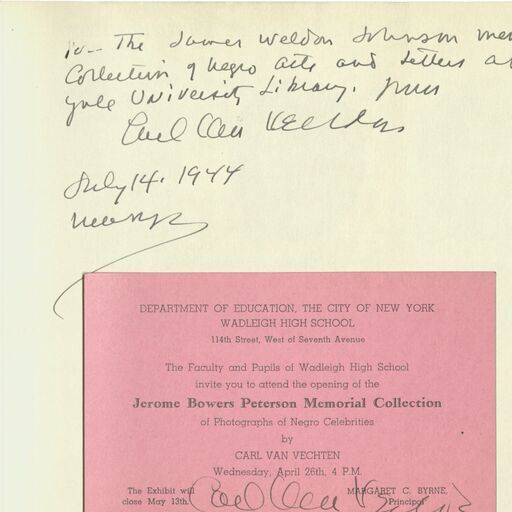 To — The James Weldon Johnson Mem
Collection of Negro Arts and Letters at
Yale University Library. from
Carl Van Vechten
July 14. 1944
New York
DEPARTMENT OF EDUCATION, THE CITY OF NEW YORK
WADLEIGH HIGH SCHOOL
114th Street, West of Seventh Avenue
The Faculty and Pupils of Wadleigh High School
invite you to attend the opening of the
Jerome Bowers Peterson Memorial Collection
of Photographs of Negro Celebrities
by
CARL VAN VECHTEN
Wednesday, April 26th, 4 P.M.
The Exhibit will
close May 13th.
MARGARET C. BYRNE,
Principal
Carl Van Vechten